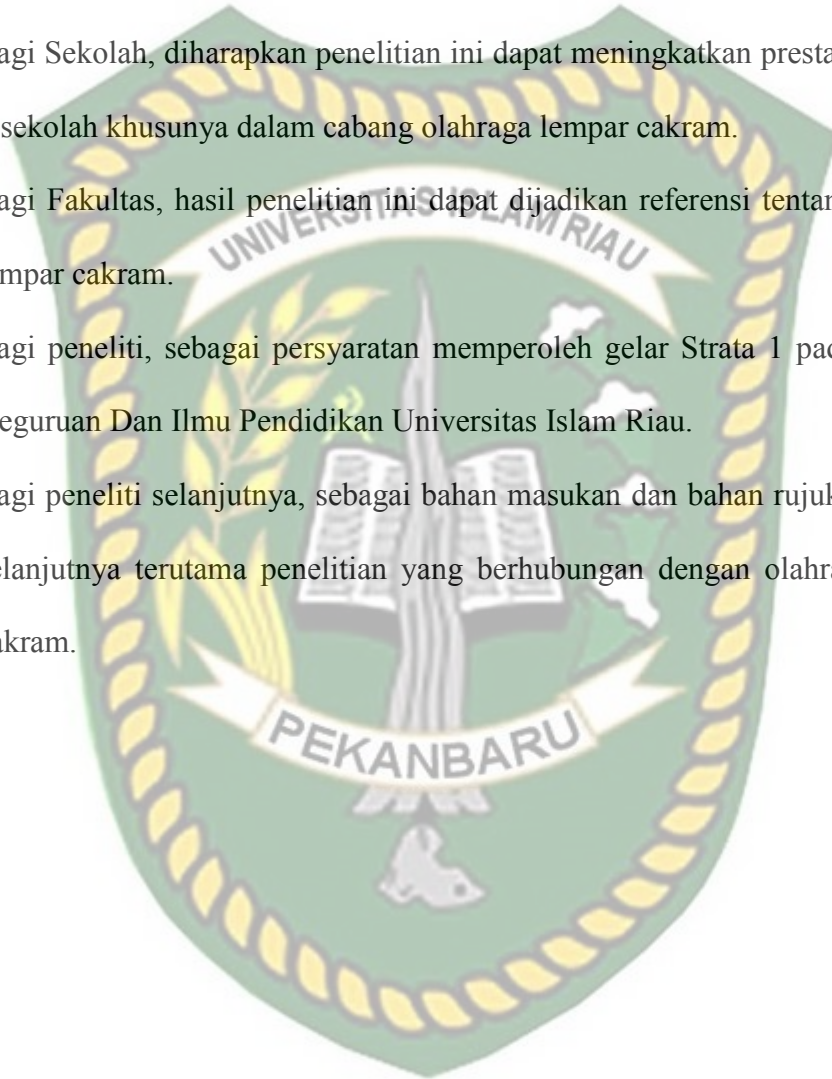 agi Sekolah, diharapkan penelitian ini dapat meningkatkan presta
sekolah khusunya dalam cabang olahraga lempar cakram.
agi Fakultas, hasil penelitian ini dapat dijadikan referensi tentan
UNIVERSITAS ISLAM RIAU
mpar cakram.
agi peneliti, sebagai persyaratan memperoleh gelar Strata 1 pad
eguruan Dan Ilmu Pendidikan Universitas Islam Riau.
agi peneliti selanjutnya, sebagai bahan masukan dan bahan rujuk
elanjutnya terutama penelitian yang berhubungan dengan olahra
akram.
PEKANBARU